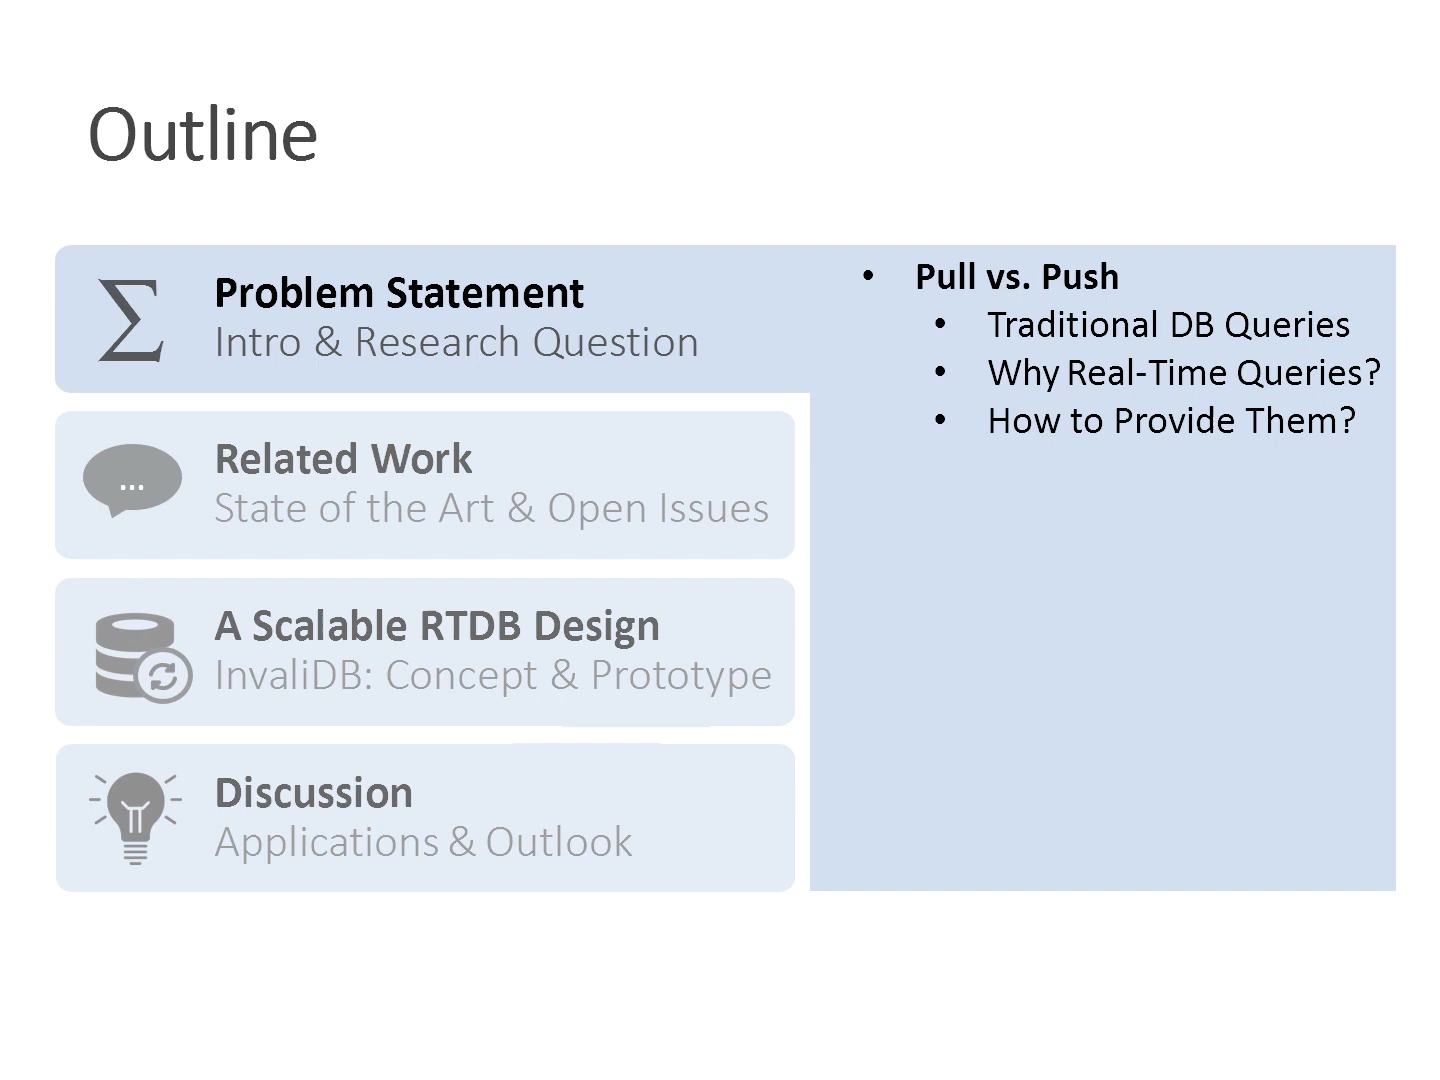 Outline
Σ
Problem Statement
Intro & Research Question
...
Related Work
State of the Art & Open Issues
A Scalable RTDB Design
InvaliDB: Concept & Prototype
Discussion
Applications & Outlook
• Pull vs. Push
• Traditional DB Queries
• Why Real-Time Queries?
• How to Provide Them?